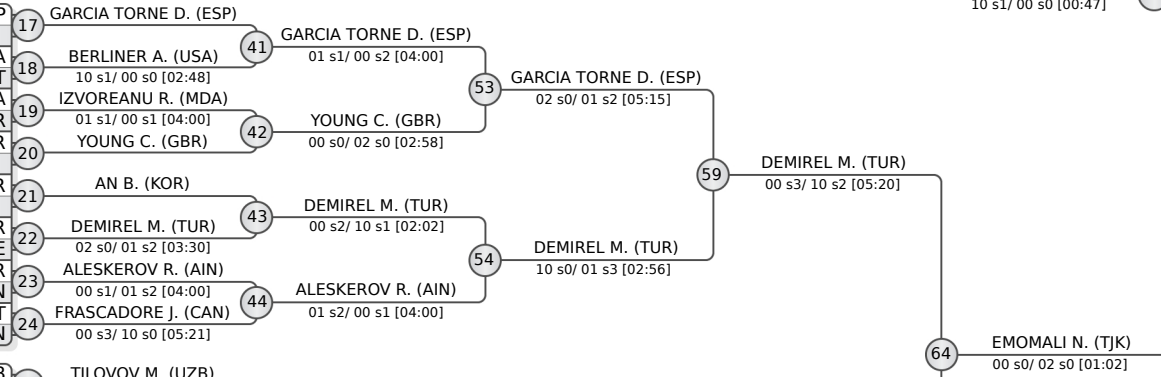 10 s1/ 00 s0 [00:47]
17
GARCIA TORNE D. (ESP)
18
BERLINER A. (USA)
10 s1/ 00 s0 [02:48]
19
IZVOREANU R. (MDA)
01 s1/ 00 s1 [04:00]
20
YOUNG C. (GBR)
21
AN B. (KOR)
22
DEMIREL M. (TUR)
02 s0/ 01 s2 [03:30]
23
ALESKEROV R. (AIN)
00 s1/ 01 s2 [04:00]
24
FRASCADORE J. (CAN)
00 s3/ 10 s0 [05:21]
TILOVOV M. (UZB)
41
GARCIA TORNE D. (ESP)
01 s1/ 00 s2 [04:00]
42
YOUNG C. (GBR)
00 s0/ 02 s0 [02:58]
43
DEMIREL M. (TUR)
00 s2/ 10 s1 [02:02]
44
ALESKEROV R. (AIN)
01 s2/ 00 s1 [04:00]
53
GARCIA TORNE D. (ESP)
02 s0/ 01 s2 [05:15]
54
DEMIREL M. (TUR)
10 s0/ 01 s3 [02:56]
59
DEMIREL M. (TUR)
00 s3/ 10 s2 [05:20]
64
EMOMALI N. (TJK)
00 s0/ 02 s0 [01:02]